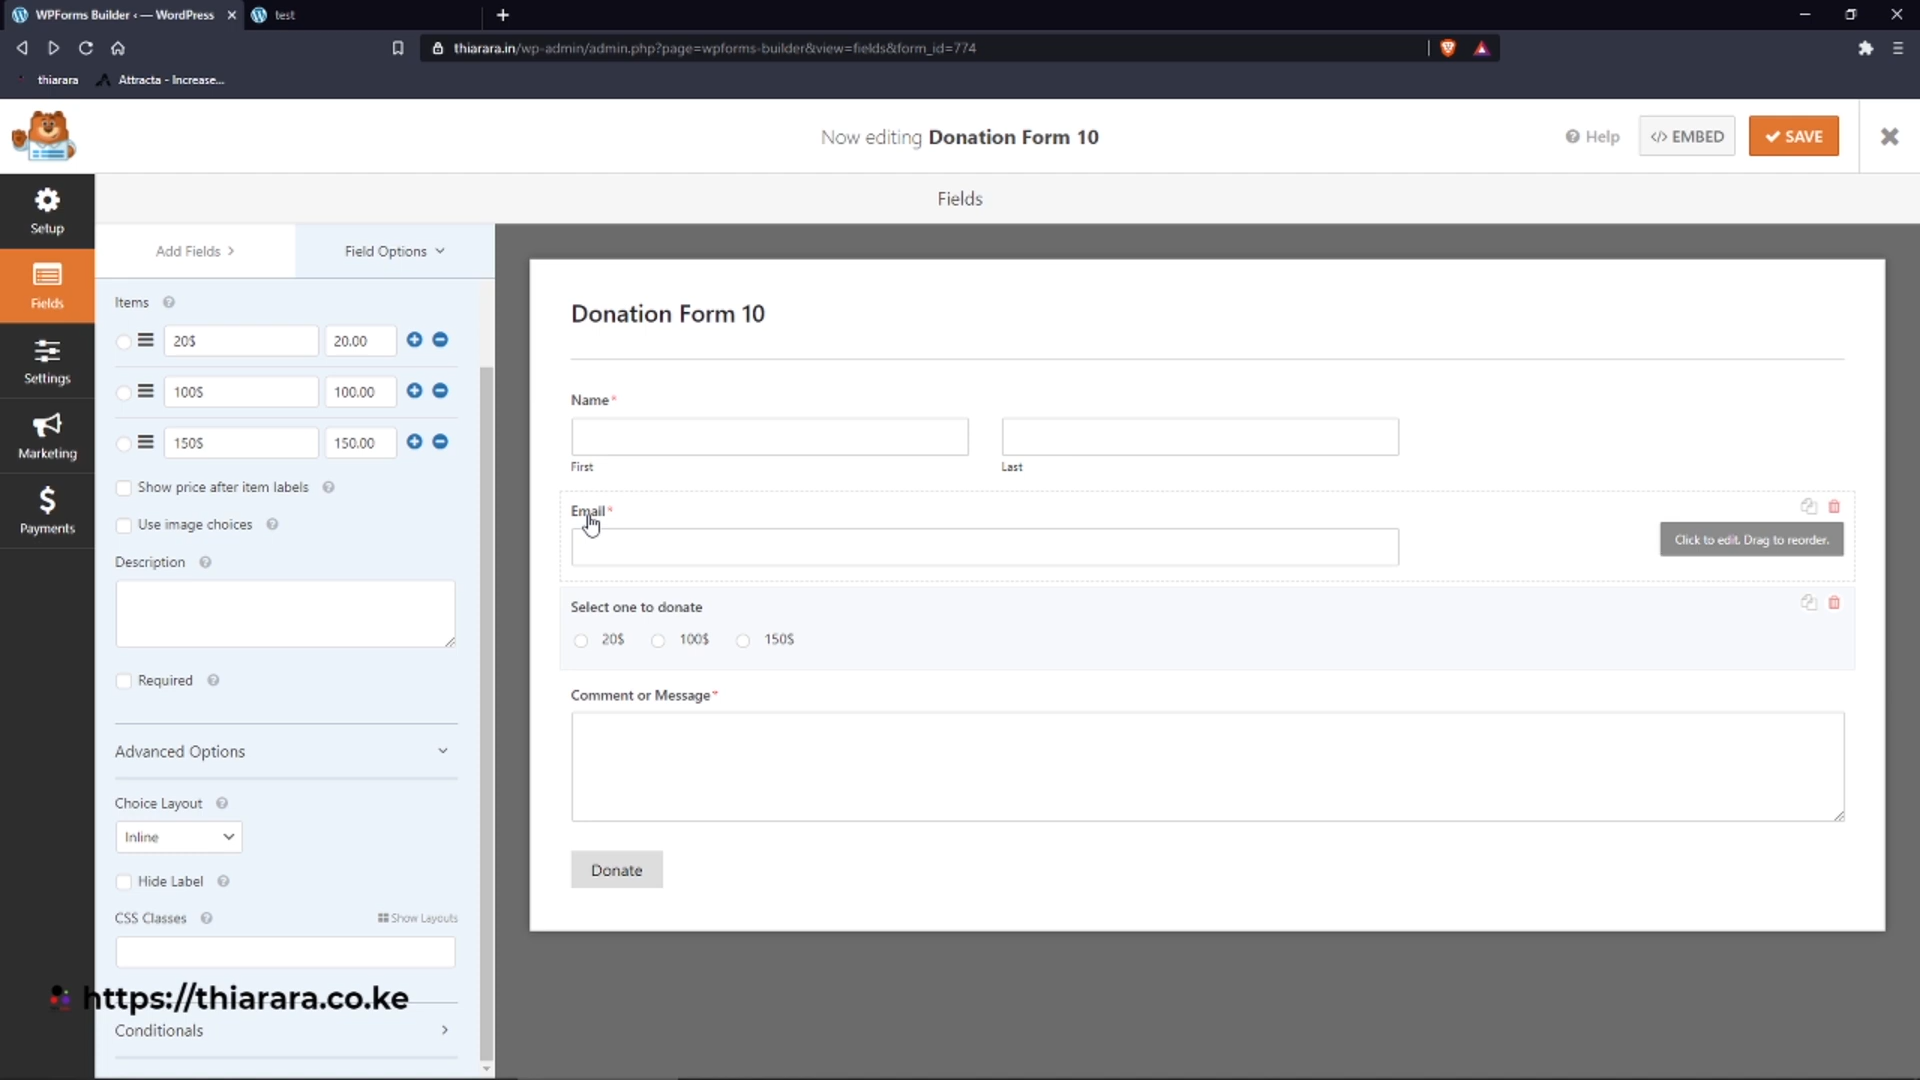 WPForms Builder ‹ — WordPress
test
thiarara.in/wp-admin/admin.php?page=wpforms-builder&view=fields&form_id=774
thiarara
Attracta - Increase...
Now editing Donation Form 10
Help
</> EMBED
SAVE
Fields
Setup
Fields
Settings
Marketing
Payments
Add Fields
Field Options
Items
20$
20.00
100$
100.00
150$
150.00
Show price after item labels
Use image choices
Description
Required
Advanced Options
Choice Layout
Inline
Hide Label
CSS Classes
Show Layouts
https://thiarara.co.ke
Conditionals
Donation Form 10
Name*
First
Last
Email*
Click to edit. Drag to reorder.
Select one to donate
20$
100$
150$
Comment or Message*
Donate